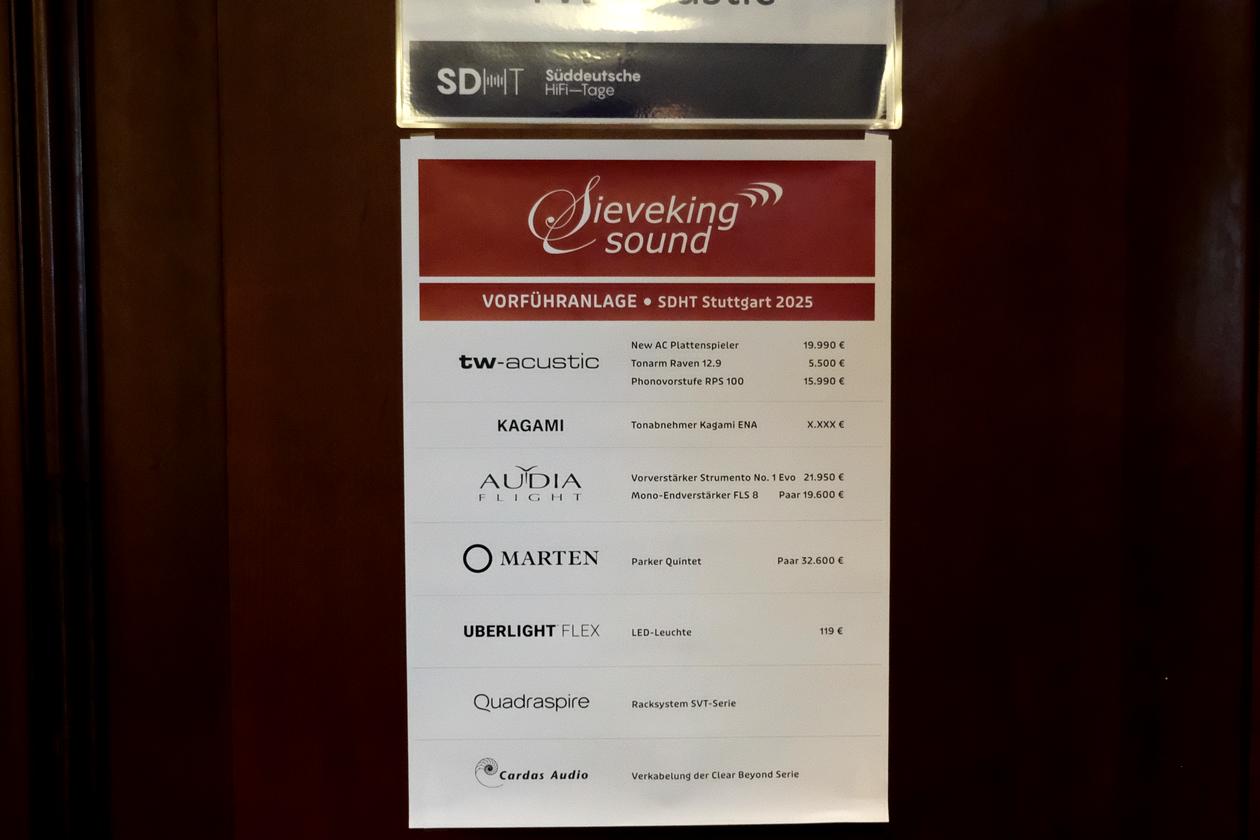 SDHT Süddeutsche
HiFi—Tage
Sieveking
sound
VORFÜHRANLAGE • SDHT Stuttgart 2025
tw-acustic
New AC Plattenspieler 19.990 €
Tonarm Raven 12.9 5.500 €
Phonovorstufe RPS 100 15.990 €
KAGAMI Tonabnehmer Kagami ENA X.XXX €
AUDIA
FLIGHT
Vorverstärker Strumento No. 1 Evo 21.950 €
Mono-Endverstärker FLS 8 Paar 19.600 €
MARTEN Parker Quintet Paar 32.600 €
UBERLIGHT FLEX LED-Leuchte 119 €
Quadraspire Racksystem SVT-Serie
Cardas Audio Verkabelung der Clear Beyond Serie